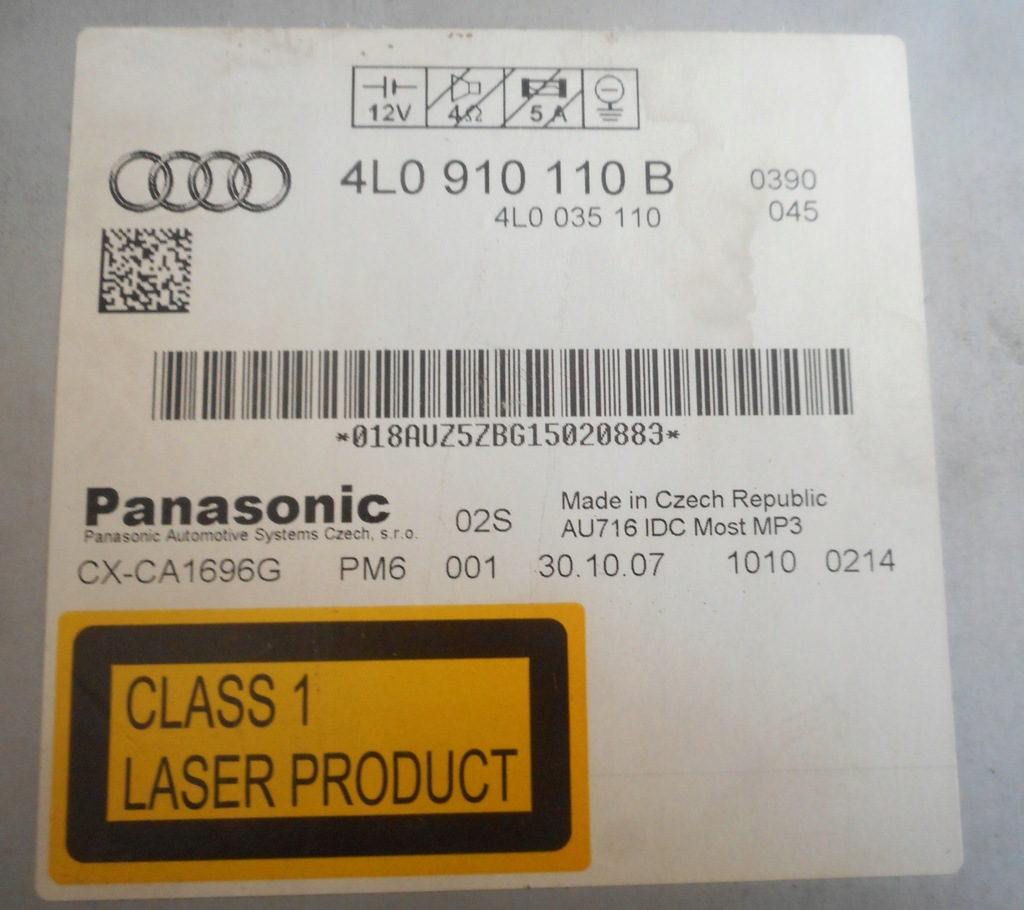 12V 4Ω 5 A
4L0 910 110 B 0390
4L0 035 110 045
*018AUZ5ZBG15020883*
Panasonic 02S Made in Czech Republic
Panasonic Automotive Systems Czech, s.r.o. AU716 IDC Most MP3
CX-CA1696G PM6 001 30.10.07 1010 0214
CLASS 1
LASER PRODUCT